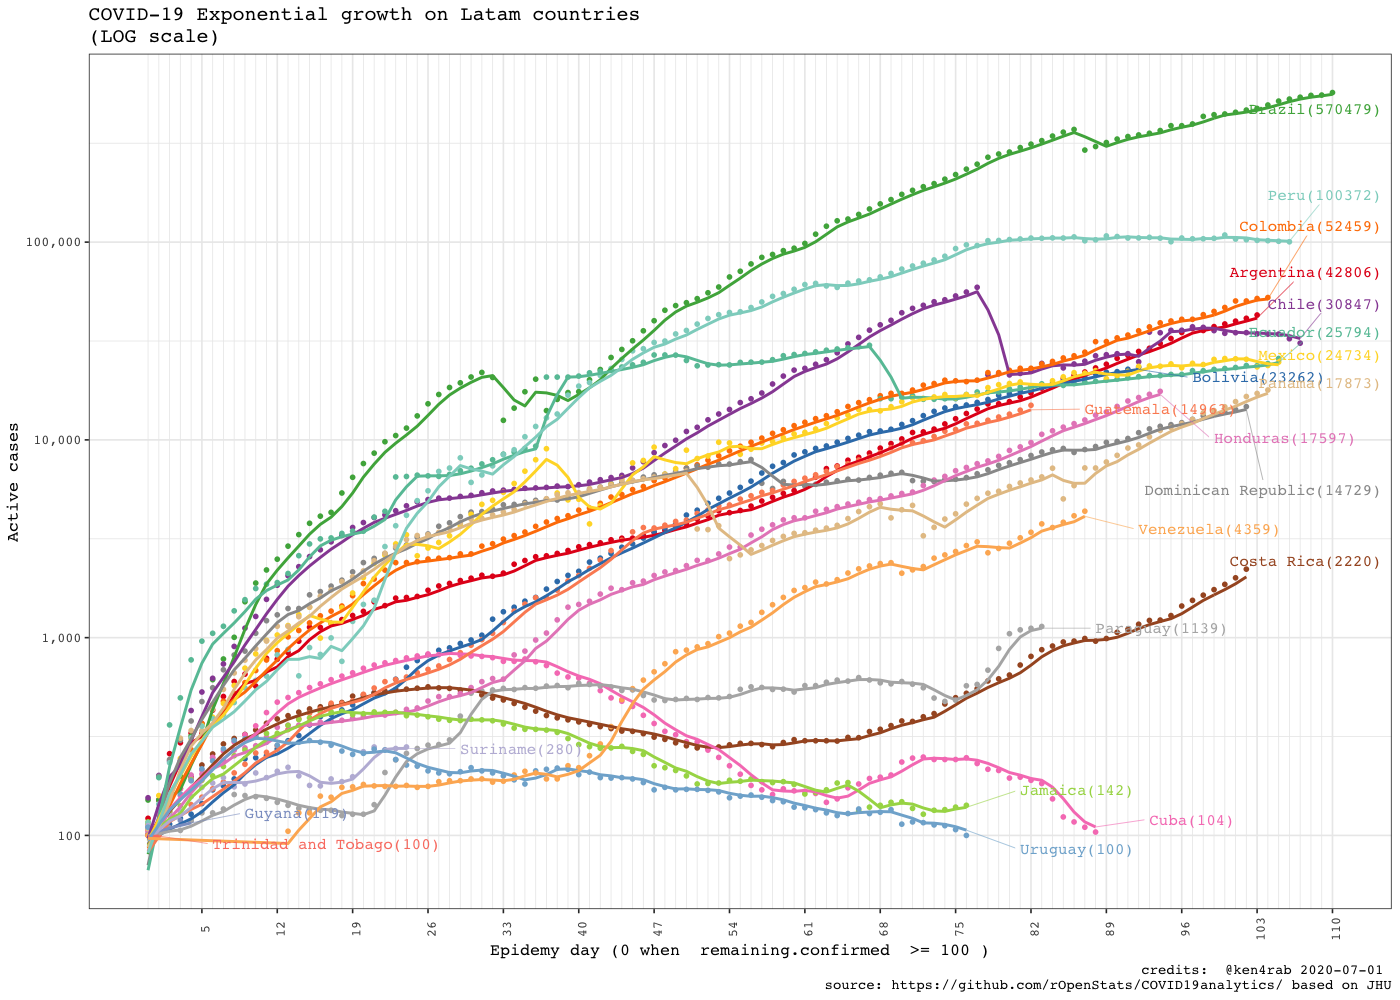 COVID-19 Exponential growth on Latam countries
(LOG scale)
Brazil(570479)
Peru(100372)
Colombia(52459)
100,000
Argentina(42806)
Chile(30847)
Ecuador(25794)
Mexico(24734)
Bolivia(23262)
Panama(17873)
Guatemala(14967)
10,000
Honduras(17597)
Dominican Republic(14729)
Venezuela(4359)
Costa Rica(2220)
Active cases
Paraguay(1139)
1,000
Suriname(280)
Jamaica(142)
Guyana(119)
Cuba(104)
100
Trinidad and Tobago(100)
Uruguay(100)
5 12 19 26 33 40 47 54 61 68 75 82 89 96 103 110
Epidemy day (0 when remaining.confirmed >= 100 )
credits: @ken4rab 2020-07-01
source: https://github.com/rOpenStats/COVID19analytics/ based on JHU